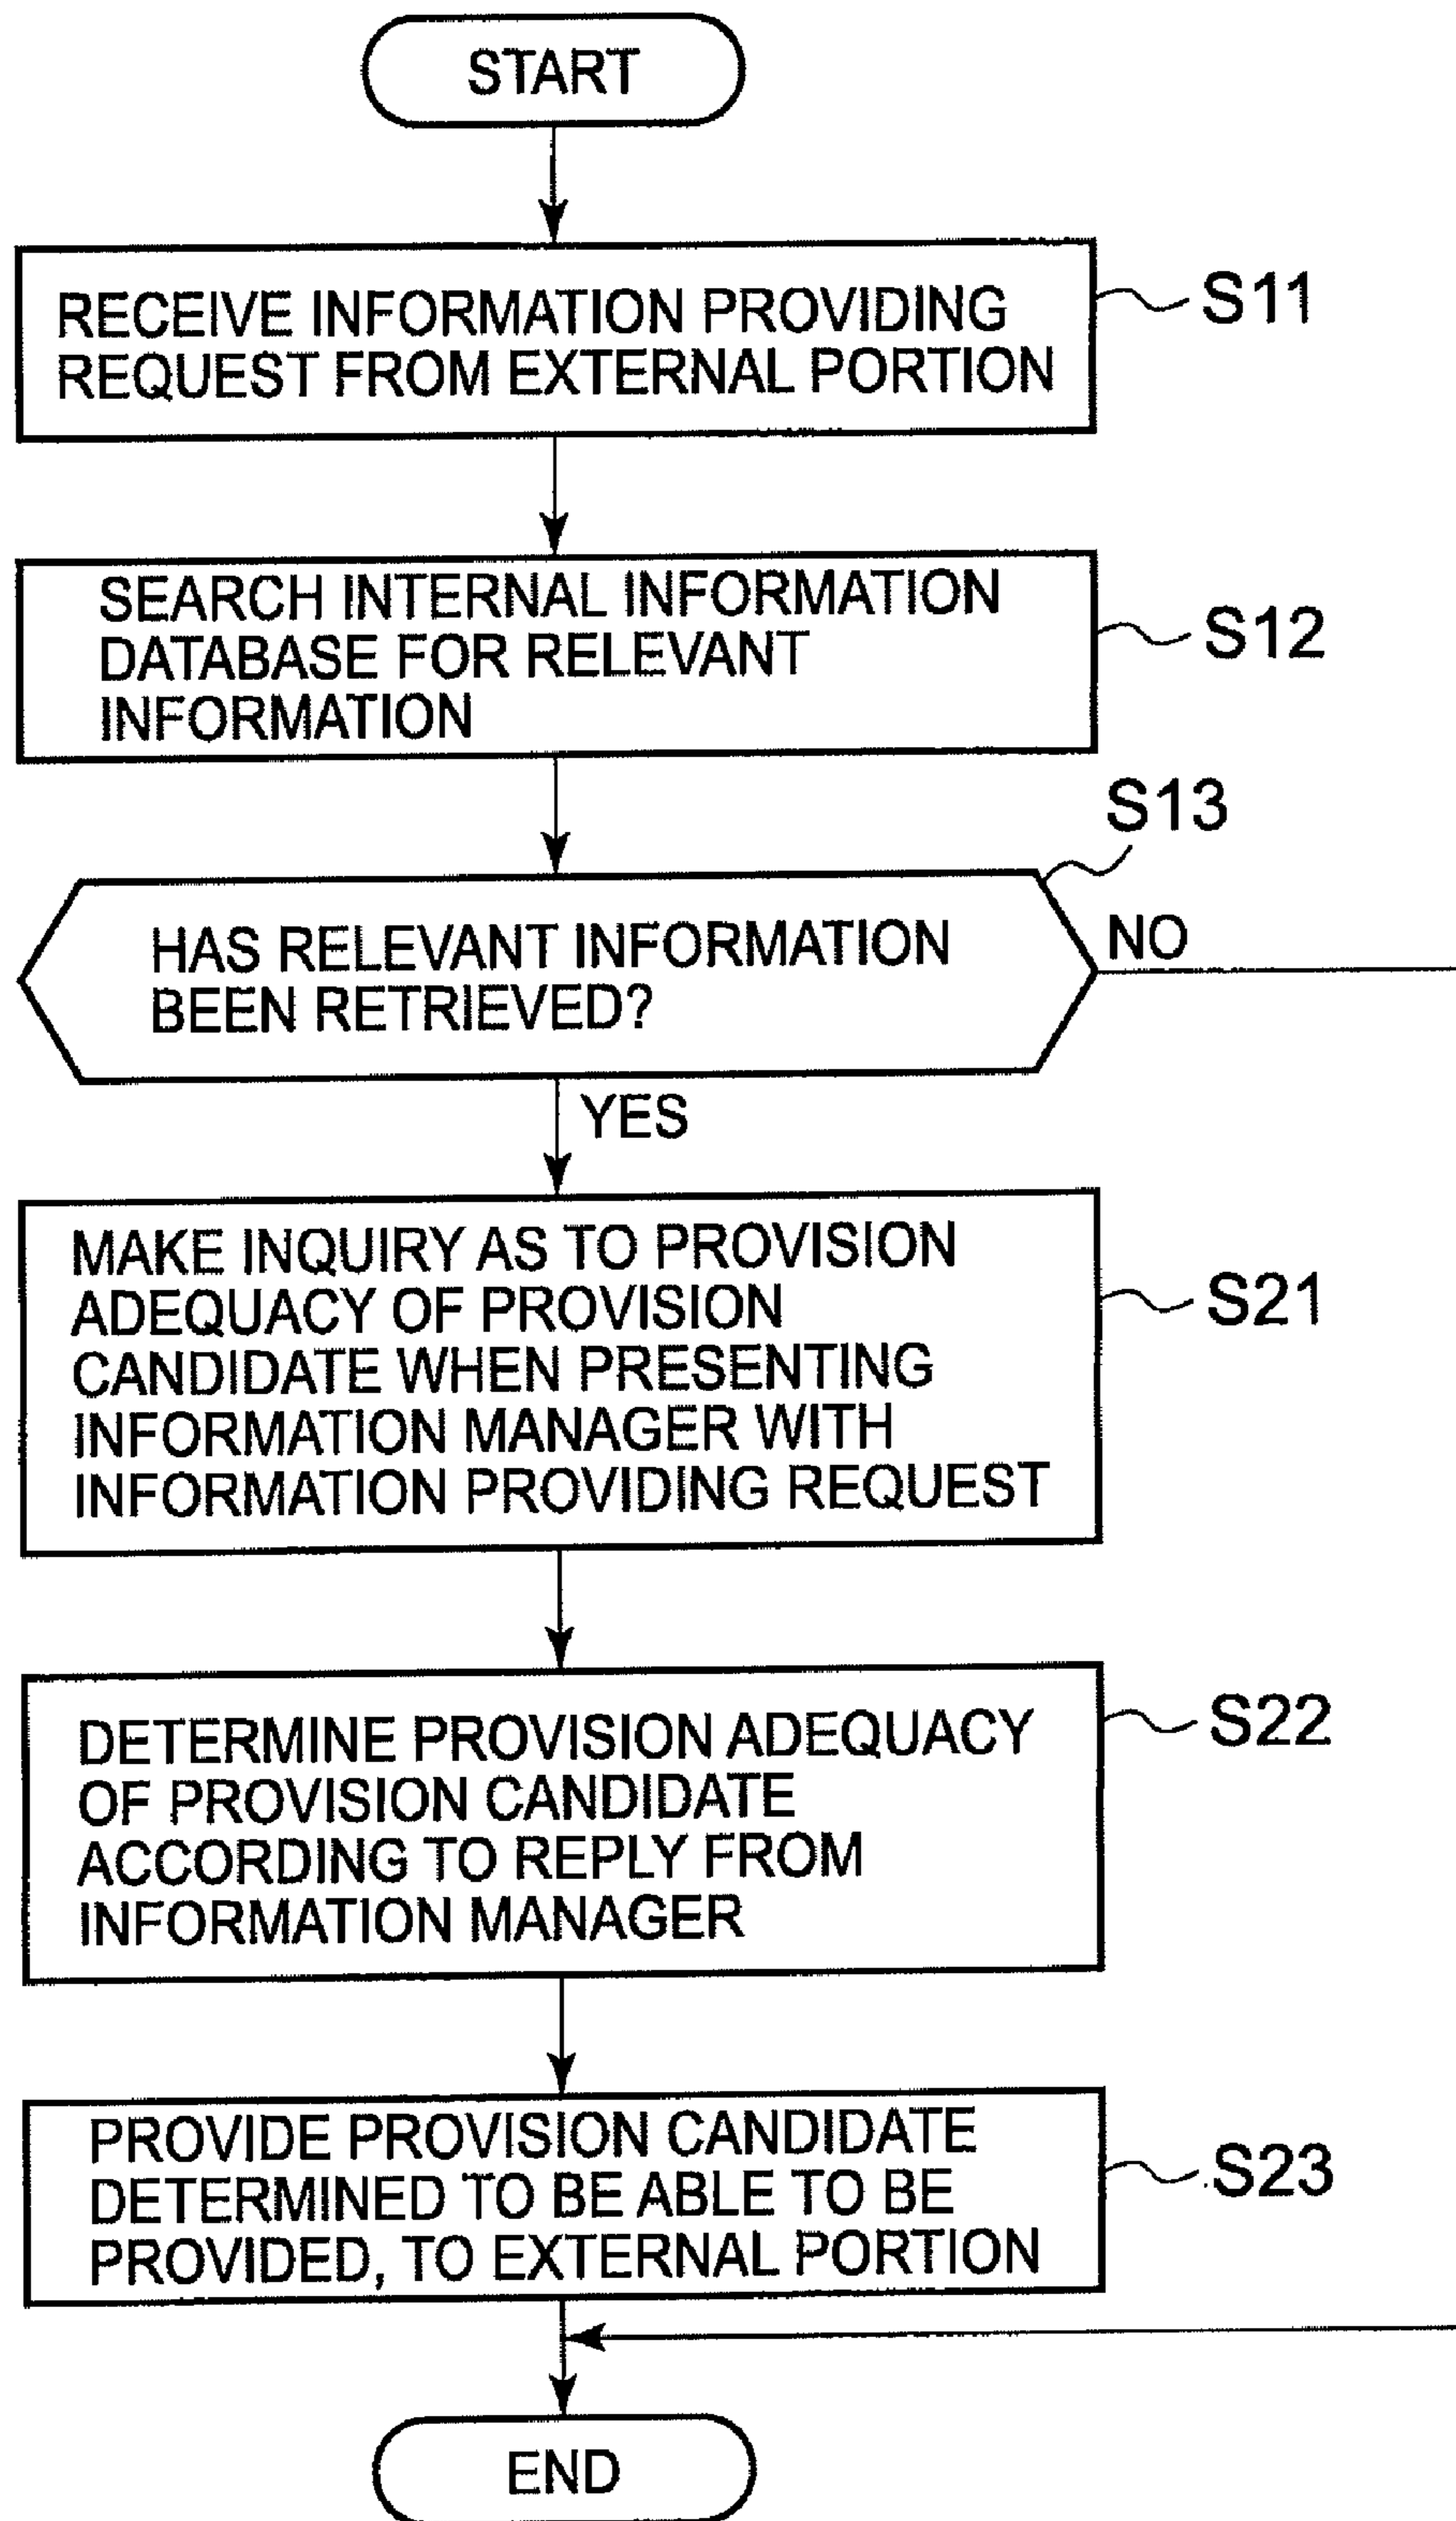 START
RECEIVE INFORMATION PROVIDING
REQUEST FROM EXTERNAL PORTION
S11
SEARCH INTERNAL INFORMATION
DATABASE FOR RELEVANT
INFORMATION
S12
S13
HAS RELEVANT INFORMATION
BEEN RETRIEVED?
NO
YES
MAKE INQUIRY AS TO PROVISION
ADEQUACY OF PROVISION
CANDIDATE WHEN PRESENTING
INFORMATION MANAGER WITH
INFORMATION PROVIDING REQUEST
S21
DETERMINE PROVISION ADEQUACY
OF PROVISION CANDIDATE
ACCORDING TO REPLY FROM
INFORMATION MANAGER
S22
PROVIDE PROVISION CANDIDATE
DETERMINED TO BE ABLE TO BE
PROVIDED, TO EXTERNAL PORTION
S23
END